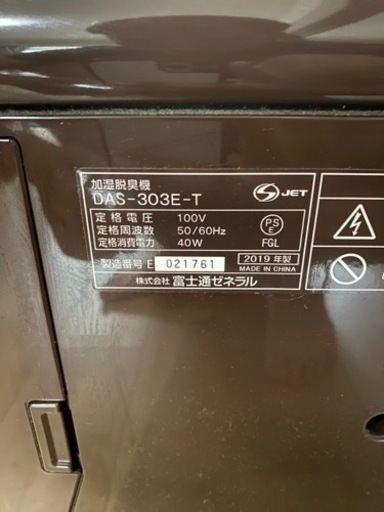 加湿脱臭機
DAS-303E-T
JET
定格電圧 100V
定格周波数 50/60Hz
定格消費電力 40W
PS
E
FGL
製造番号 E 021761
2019 年製
MADE IN CHINA
株式会社 富士通ゼネラル